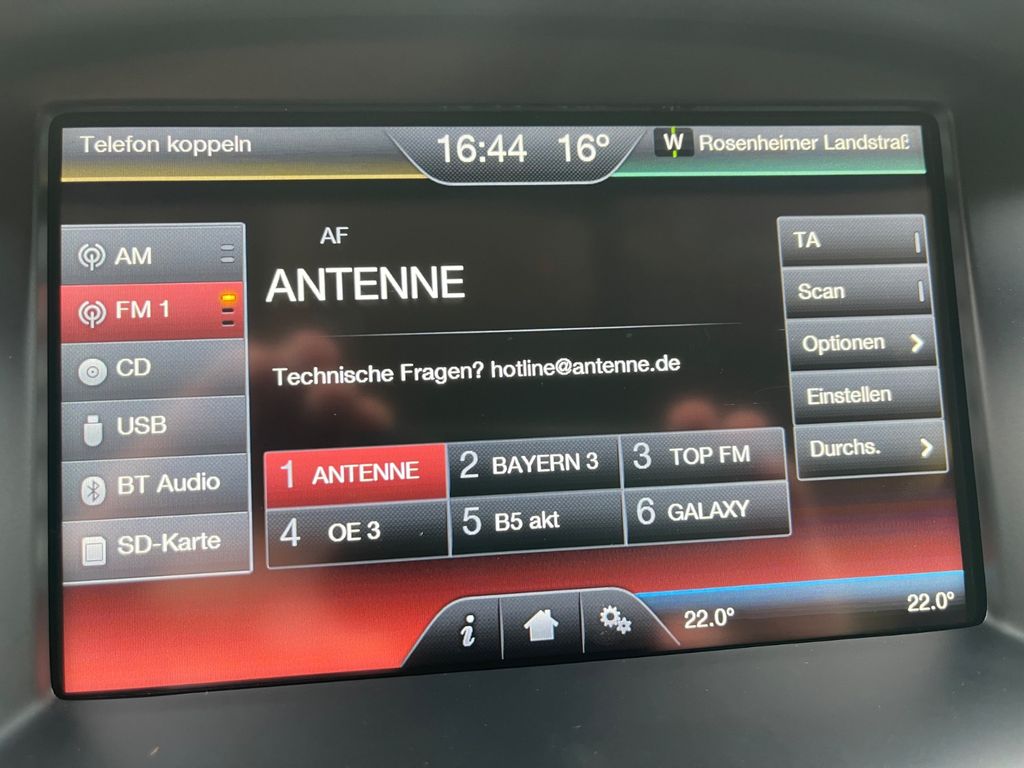 Telefon koppeln
16:44 16°
W Rosenheimer Landstraß
AM
FM 1
CD
USB
BT Audio
SD-Karte
AF
ANTENNE
Technische Fragen? hotline@antenne.de
1 ANTENNE
2 BAYERN 3
3 TOP FM
4 OE 3
5 B5 akt
6 GALAXY
TA
Scan
Optionen
Einstellen
Durchs.
i
22.0°
22.0°